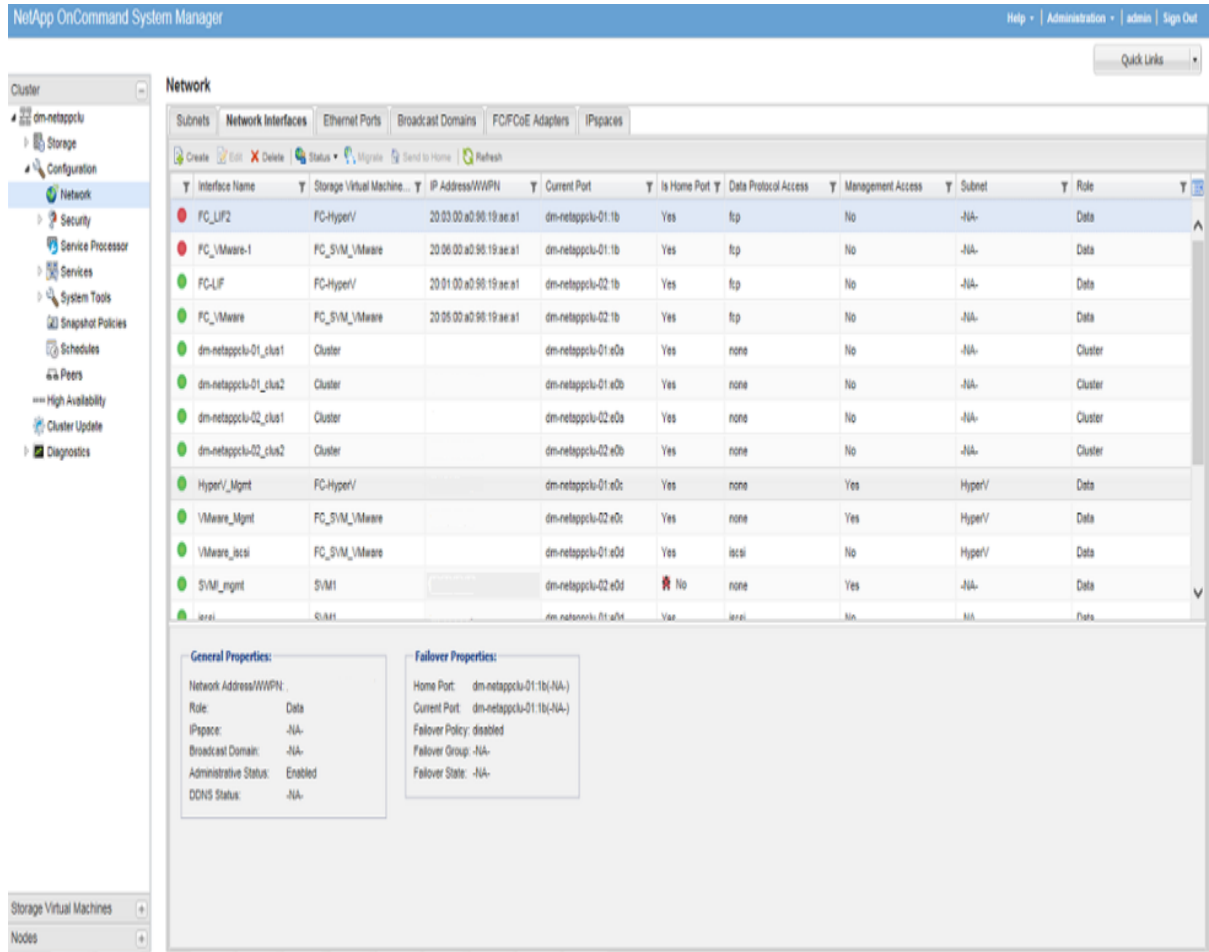 NetApp OnCommand System Manager
Help | Administration | admin | Sign Out
Quick Links
Cluster
dm-netappclu
Storage
Configuration
Network
Security
Service Processor
Services
System Tools
Snapshot Policies
Schedules
Peers
High Availability
Cluster Update
Diagnostics
Storage Virtual Machines
Nodes
Network
Subnets Network Interfaces Ethernet Ports Broadcast Domains FC/FCoE Adapters IPspaces
Create Edit Delete Status Migrate Send to Home Refresh
Interface Name Storage Virtual Machine... IP Address/WWPN Current Port Is Home Port Data Protocol Access Management Access Subnet Role
FC_LIF2 FC-HyperV 20:03:00:a0:98:19:ae:a1 dm-netappclu-01:1b Yes fcp No -NA- Data
FC_VMware-1 FC_SVM_VMware 20:06:00:a0:98:19:ae:a1 dm-netappclu-01:1b Yes fcp No -NA- Data
FC-LIF FC-HyperV 20:01:00:a0:98:19:ae:a1 dm-netappclu-02:1b Yes fcp No -NA- Data
FC_VMware FC_SVM_VMware 20:05:00:a0:98:19:ae:a1 dm-netappclu-02:1b Yes fcp No -NA- Data
dm-netappclu-01_clus1 Cluster dm-netappclu-01:e0a Yes none No -NA- Cluster
dm-netappclu-01_clus2 Cluster dm-netappclu-01:e0b Yes none No -NA- Cluster
dm-netappclu-02_clus1 Cluster dm-netappclu-02:e0a Yes none No -NA- Cluster
dm-netappclu-02_clus2 Cluster dm-netappclu-02:e0b Yes none No -NA- Cluster
HyperV_Mgmt FC-HyperV dm-netappclu-01:e0c Yes none Yes HyperV Data
VMware_Mgmt FC_SVM_VMware dm-netappclu-02:e0c Yes none Yes HyperV Data
VMware_iscsi FC_SVM_VMware dm-netappclu-01:e0d Yes iscsi No HyperV Data
SVM_mgmt SVM1 dm-netappclu-02:e0d No none Yes -NA- Data
iscsi SVM1 dm-netappclu-01:e0d Yes iscsi No -NA- Data
General Properties:
Network Address/WWPN:
Role: Data
IPspace: -NA-
Broadcast Domain: -NA-
Administrative Status: Enabled
DDNS Status: -NA-
Failover Properties:
Home Port: dm-netappclu-01:1b(-NA-)
Current Port: dm-netappclu-01:1b(-NA-)
Failover Policy: disabled
Failover Group: -NA-
Failover State: -NA-